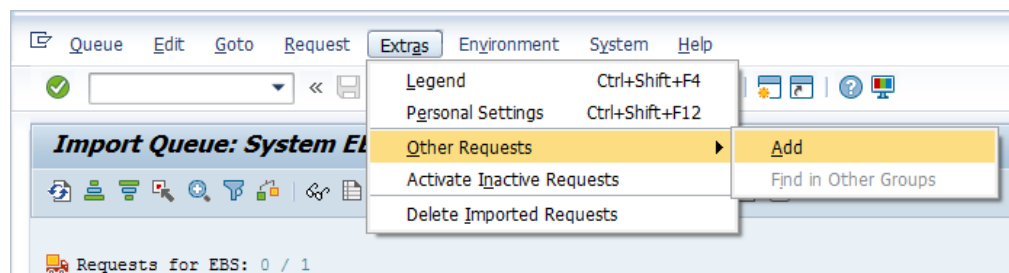 Queue Edit Goto Request Extras Environment System Help
Legend Ctrl+Shift+F4
Personal Settings Ctrl+Shift+F12
Import Queue: System
Other Requests Add
Activate Inactive Requests Find in Other Groups
Delete Imported Requests
Requests for EBS: 0 / 1